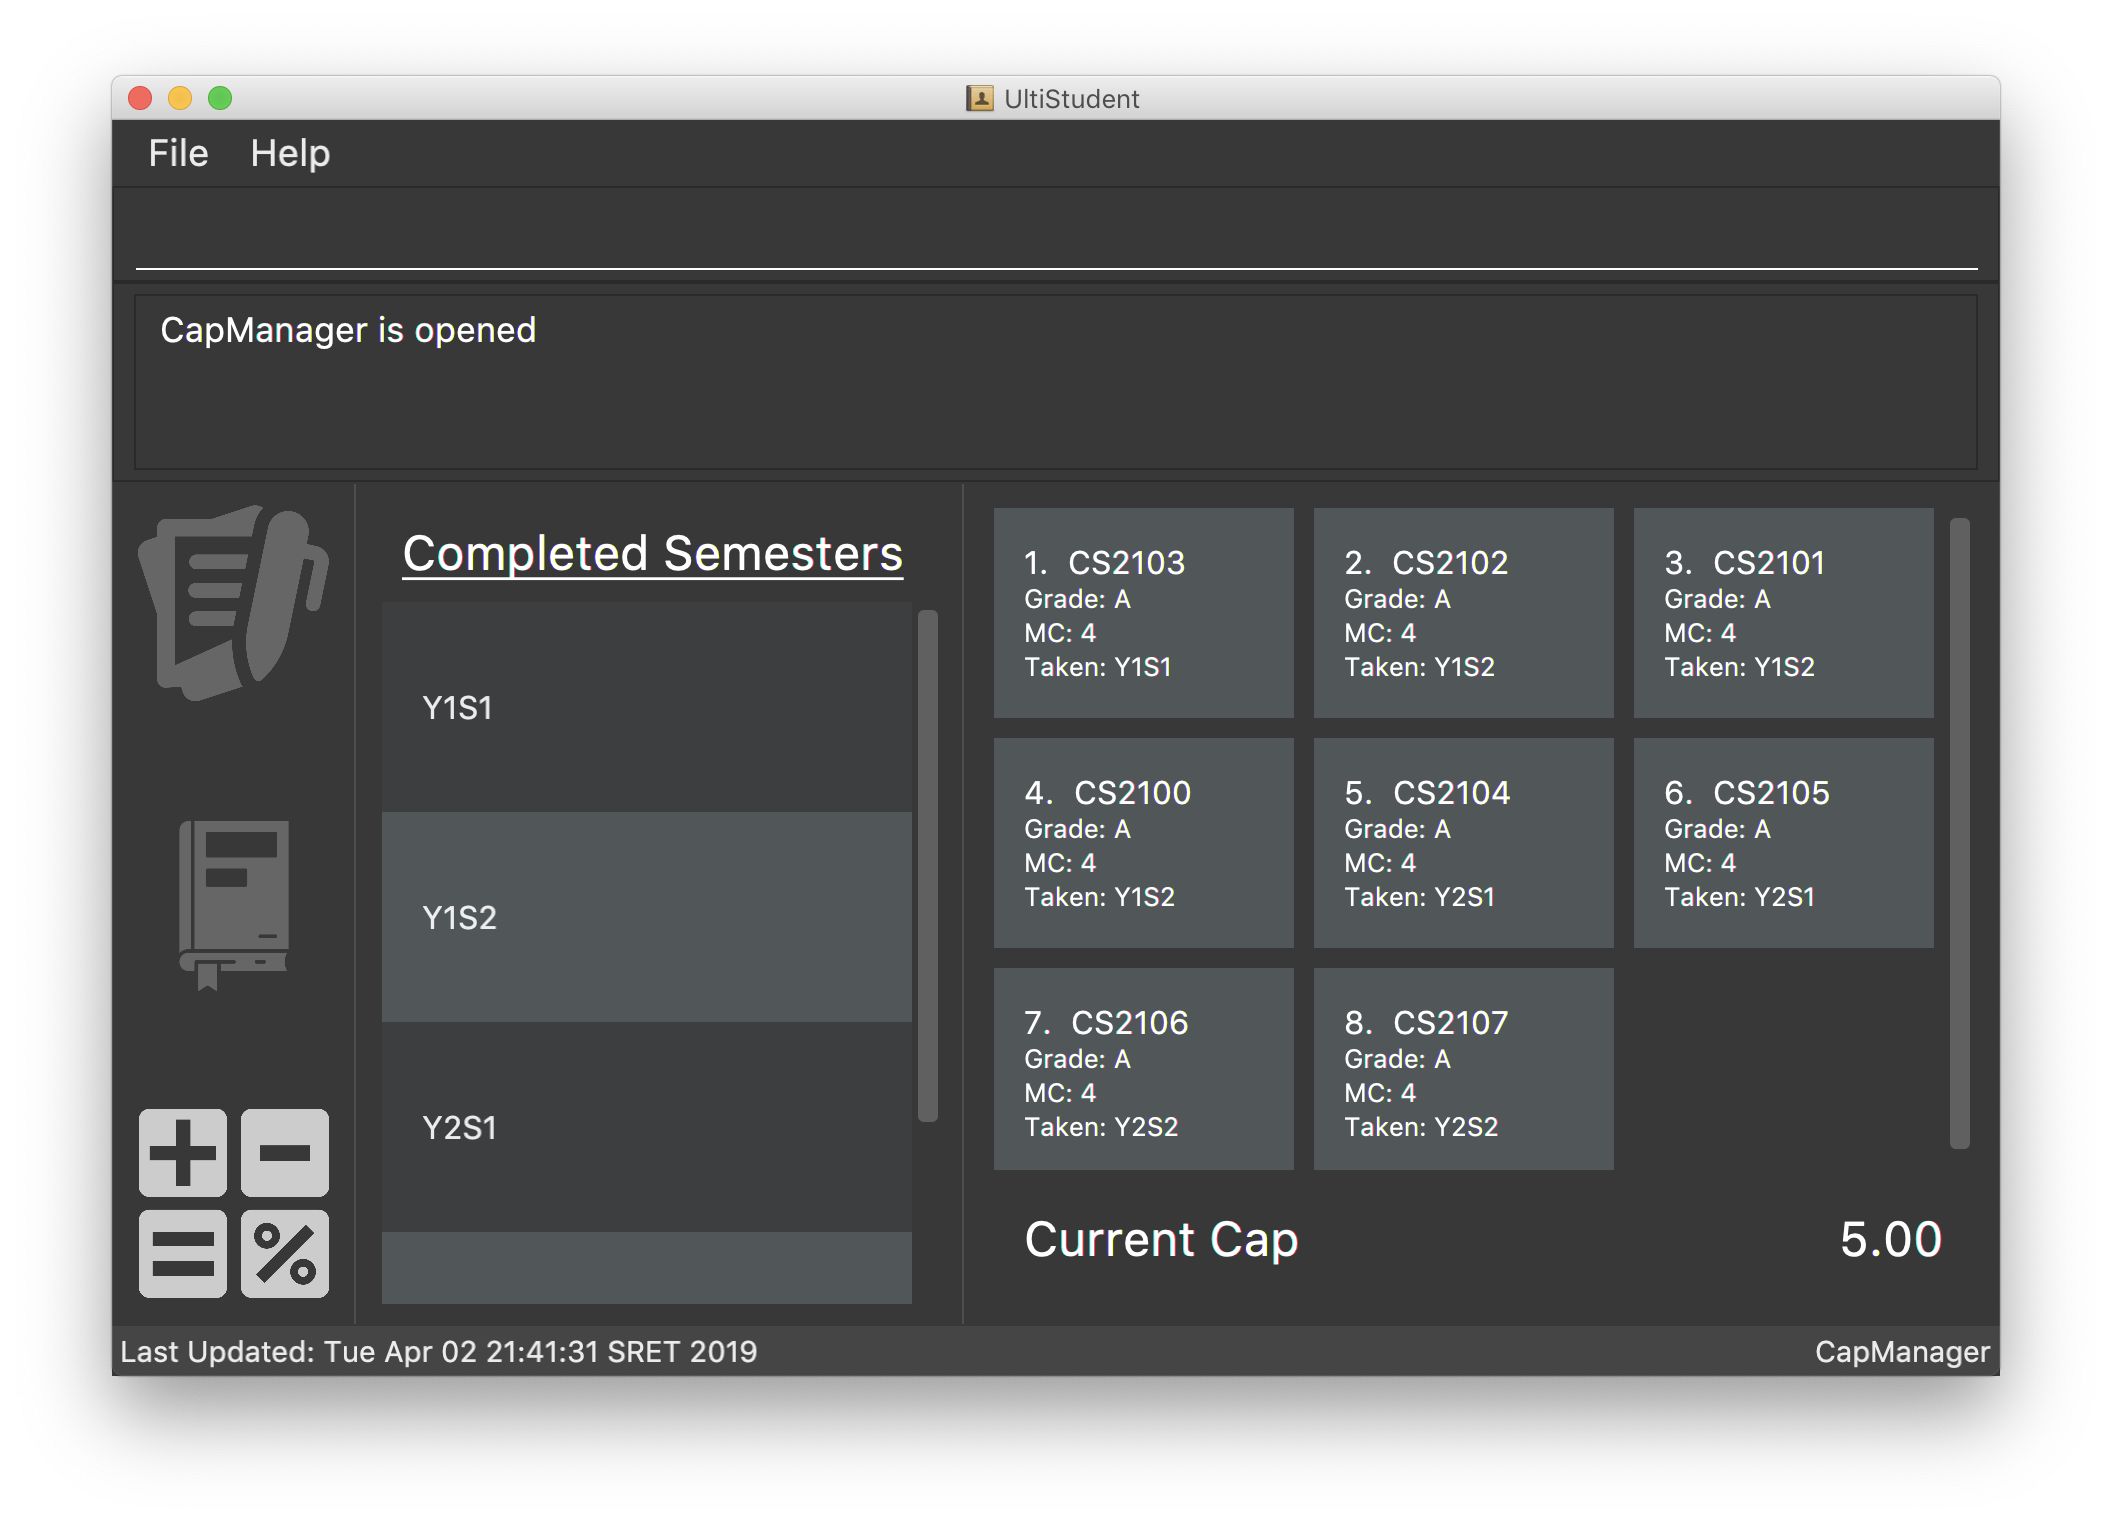 UltiStudent
File Help
CapManager is opened
Completed Semesters
Y1S1
Y1S2
Y2S1
1. CS2103
Grade: A
MC: 4
Taken: Y1S1
2. CS2102
Grade: A
MC: 4
Taken: Y1S2
3. CS2101
Grade: A
MC: 4
Taken: Y1S2
4. CS2100
Grade: A
MC: 4
Taken: Y1S2
5. CS2104
Grade: A
MC: 4
Taken: Y2S1
6. CS2105
Grade: A
MC: 4
Taken: Y2S1
7. CS2106
Grade: A
MC: 4
Taken: Y2S2
8. CS2107
Grade: A
MC: 4
Taken: Y2S2
Current Cap 5.00
Last Updated: Tue Apr 02 21:41:31 SRET 2019
CapManager